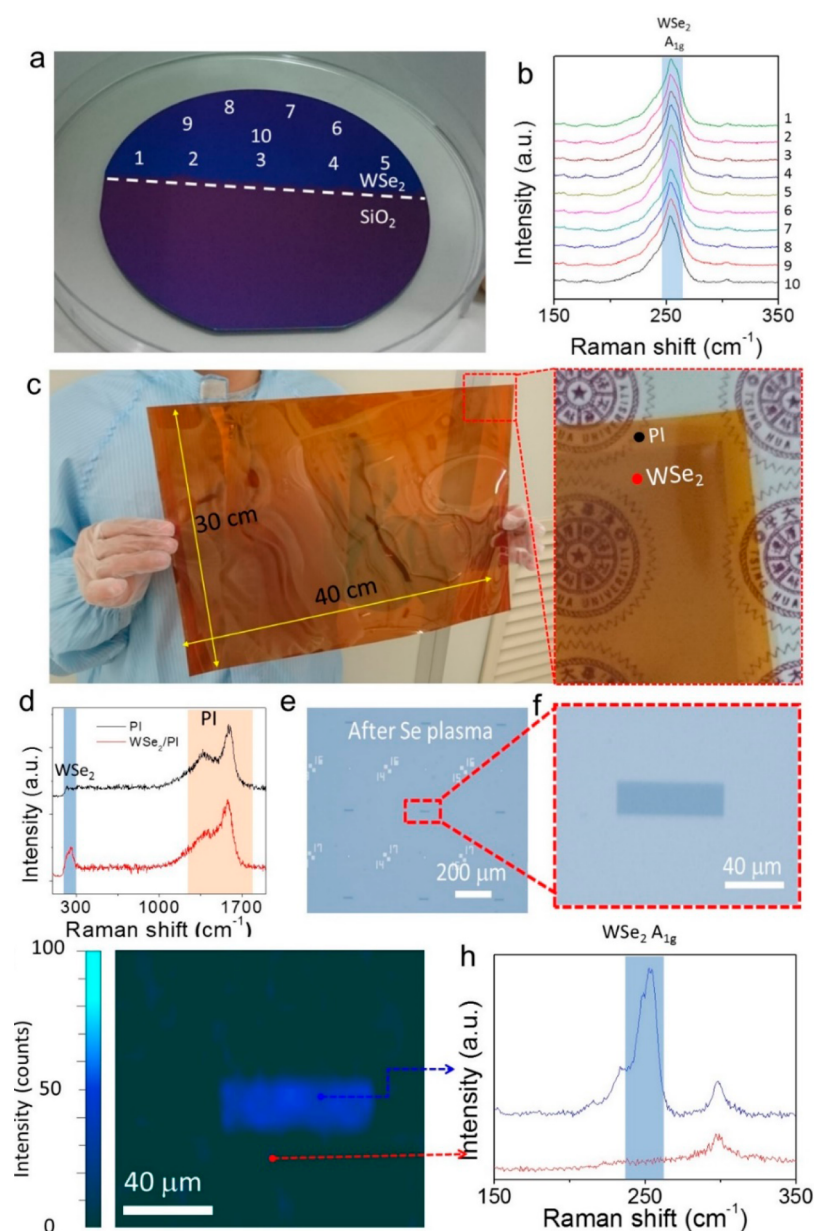 a
8
7
9
6
10
1
2
3
4
5
WSe₂
SiO₂
b
WSe₂
A₁g
1
2
3
4
5
6
7
8
9
10
Intensity (a.u.)
150
250
350
Raman shift (cm⁻¹)
c
30 cm
40 cm
PI
WSe₂
TSING HUA UNIVERSITY
d
PI
WSe₂/PI
PI
WSe₂
Intensity (a.u.)
300
1000
1700
Raman shift (cm⁻¹)
e
After Se plasma
200 μm
f
40 μm
100
50
0
Intensity (counts)
40 μm
h
WSe₂ A₁g
Intensity (a.u.)
150
250
350
Raman shift (cm⁻¹)